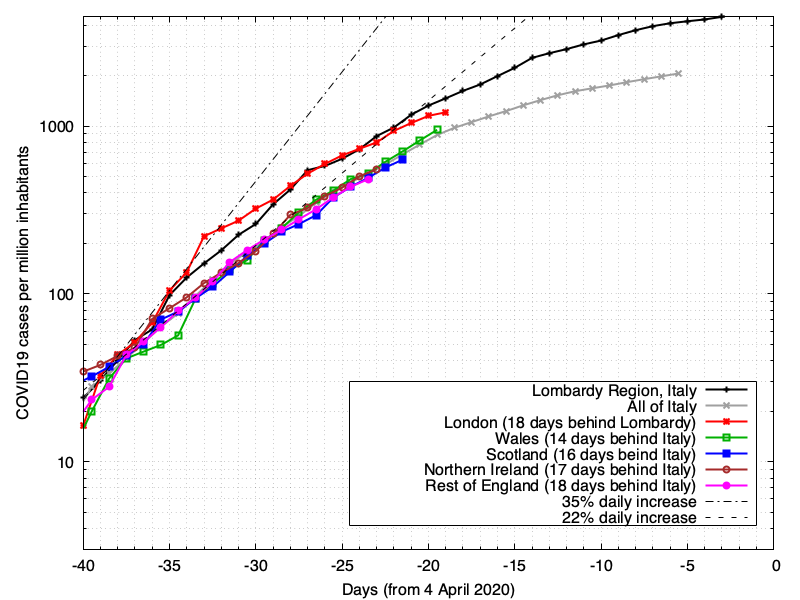 1000
100
10
COVID19 cases per million inhabitants
Lombardy Region, Italy
All of Italy
London (18 days behind Lombardy)
Wales (14 days behind Italy)
Scotland (16 days beind Italy)
Northern Ireland (17 days behind Italy)
Rest of England (18 days behind Italy)
35% daily increase
22% daily increase
-40 -35 -30 -25 -20 -15 -10 -5 0
Days (from 4 April 2020)